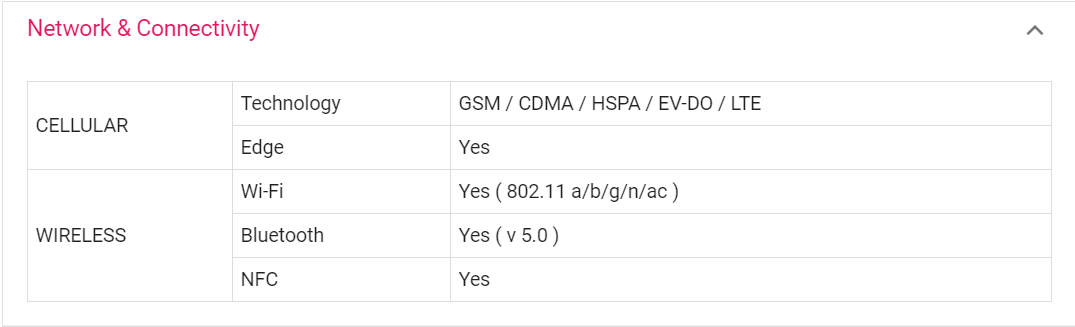 Network & Connectivity
CELLULAR
Technology
GSM / CDMA / HSPA / EV-DO / LTE
Edge
Yes
WIRELESS
Wi-Fi
Yes ( 802.11 a/b/g/n/ac )
Bluetooth
Yes ( v 5.0 )
NFC
Yes